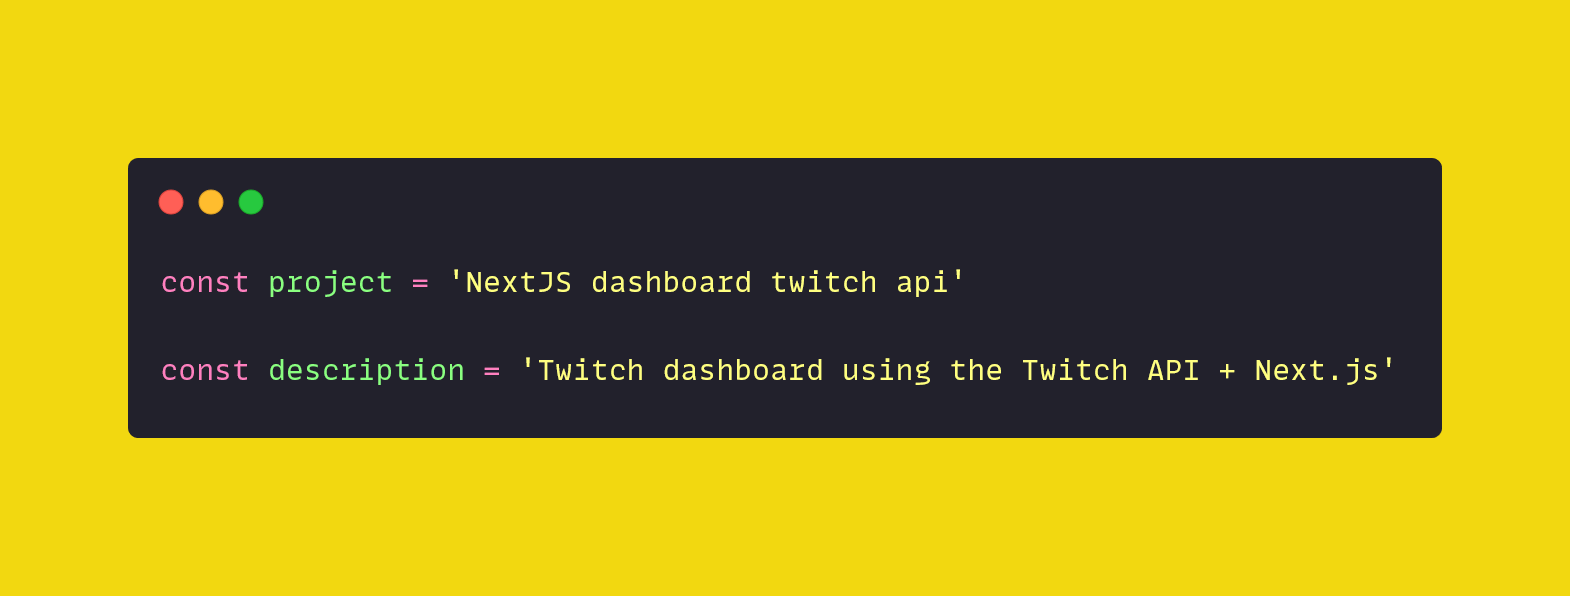 const project = 'NextJS dashboard twitch api'
const description = 'Twitch dashboard using the Twitch API + Next.js'